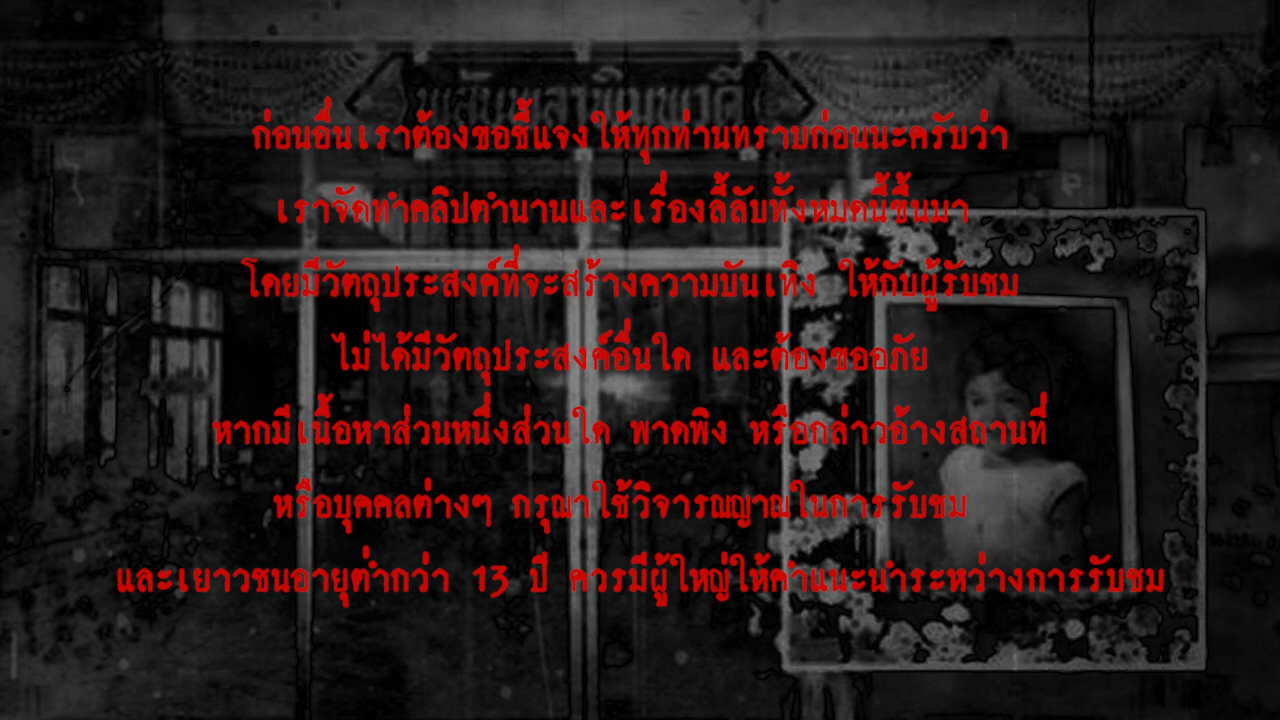 ก่อนอื่นเราต้องขอชี้แจงให้ทุกท่านทราบก่อนนะครับว่า
เราจัดทำคลิปตำนานและเรื่องลี้ลับทั้งหมดนี้ขึ้นมา
โดยมีวัตถุประสงค์ที่จะสร้างความบันเทิง ให้กับผู้รับชม
ไม่ได้มีวัตถุประสงค์อื่นใด และต้องขออภัย
หากมีเนื้อหาส่วนหนึ่งส่วนใด พาดพิง หรือกล่าวอ้างสถานที่
หรือบุคคลต่างๆ กรุณาใช้วิจารณญาณในการรับชม
และเยาวชนอายุต่ำกว่า 13 ปี ควรมีผู้ใหญ่ให้คำแนะนำระหว่างการรับชม